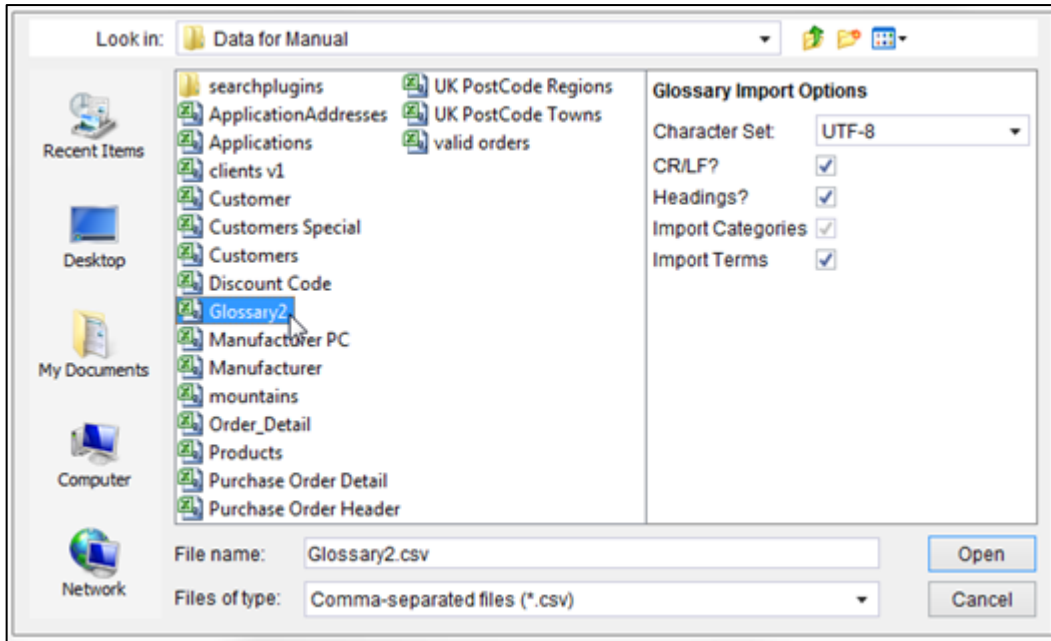 Look in: Data for Manual
Recent Items
Desktop
My Documents
Computer
Network
searchplugins
ApplicationAddresses
Applications
clients v1
Customer
Customers Special
Customers
Discount Code
Glossary2
Manufacturer PC
Manufacturer
mountains
Order_Detail
Products
Purchase Order Detail
Purchase Order Header
UK PostCode Regions
UK PostCode Towns
valid orders
Glossary Import Options
Character Set: UTF-8
CR/LF?
Headings?
Import Categories
Import Terms
File name: Glossary2.csv
Open
Files of type: Comma-separated files (*.csv)
Cancel